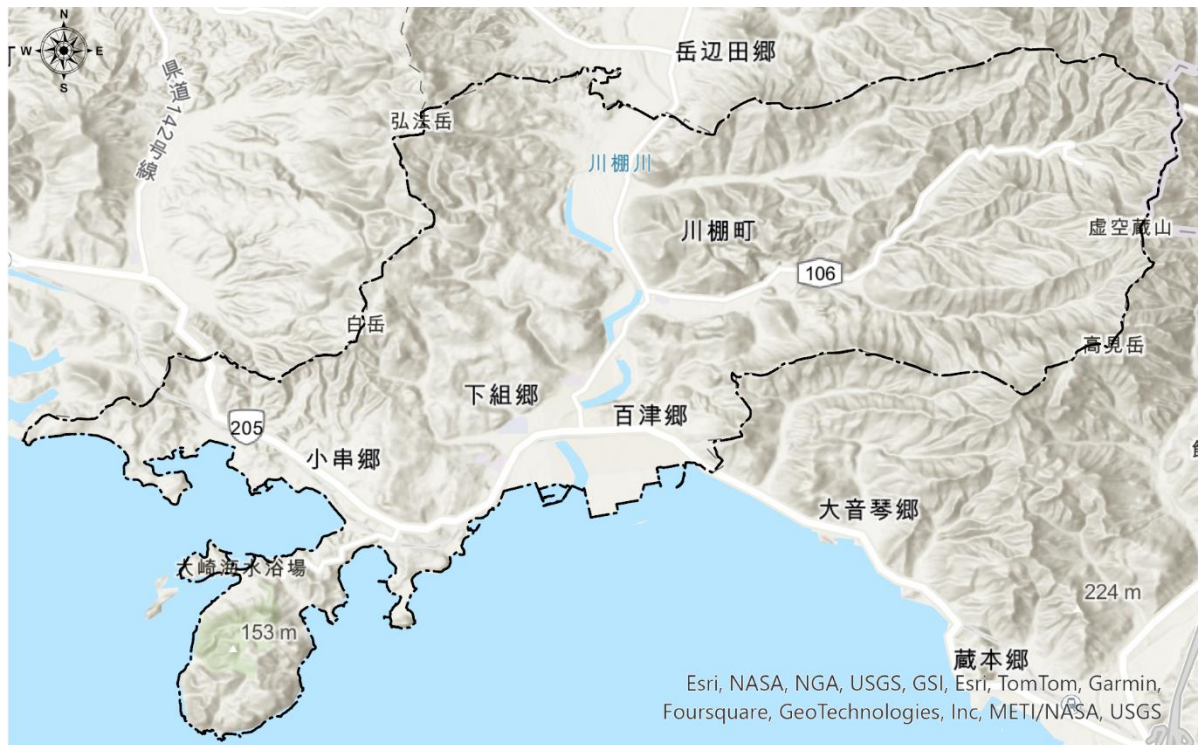 N
W
E
S
町
岳辺田郷
県道142号線
弘法岳
川棚川
川棚町
虚空蔵山
106
白岳
高見岳
下組郷
百津郷
205
小串郷
大音琴郷
大崎海水浴場
224 m
153 m
蔵本郷
Esri, NASA, NGA, USGS, GSI, Esri, TomTom, Garmin,
Foursquare, GeoTechnologies, Inc, METI/NASA, USGS